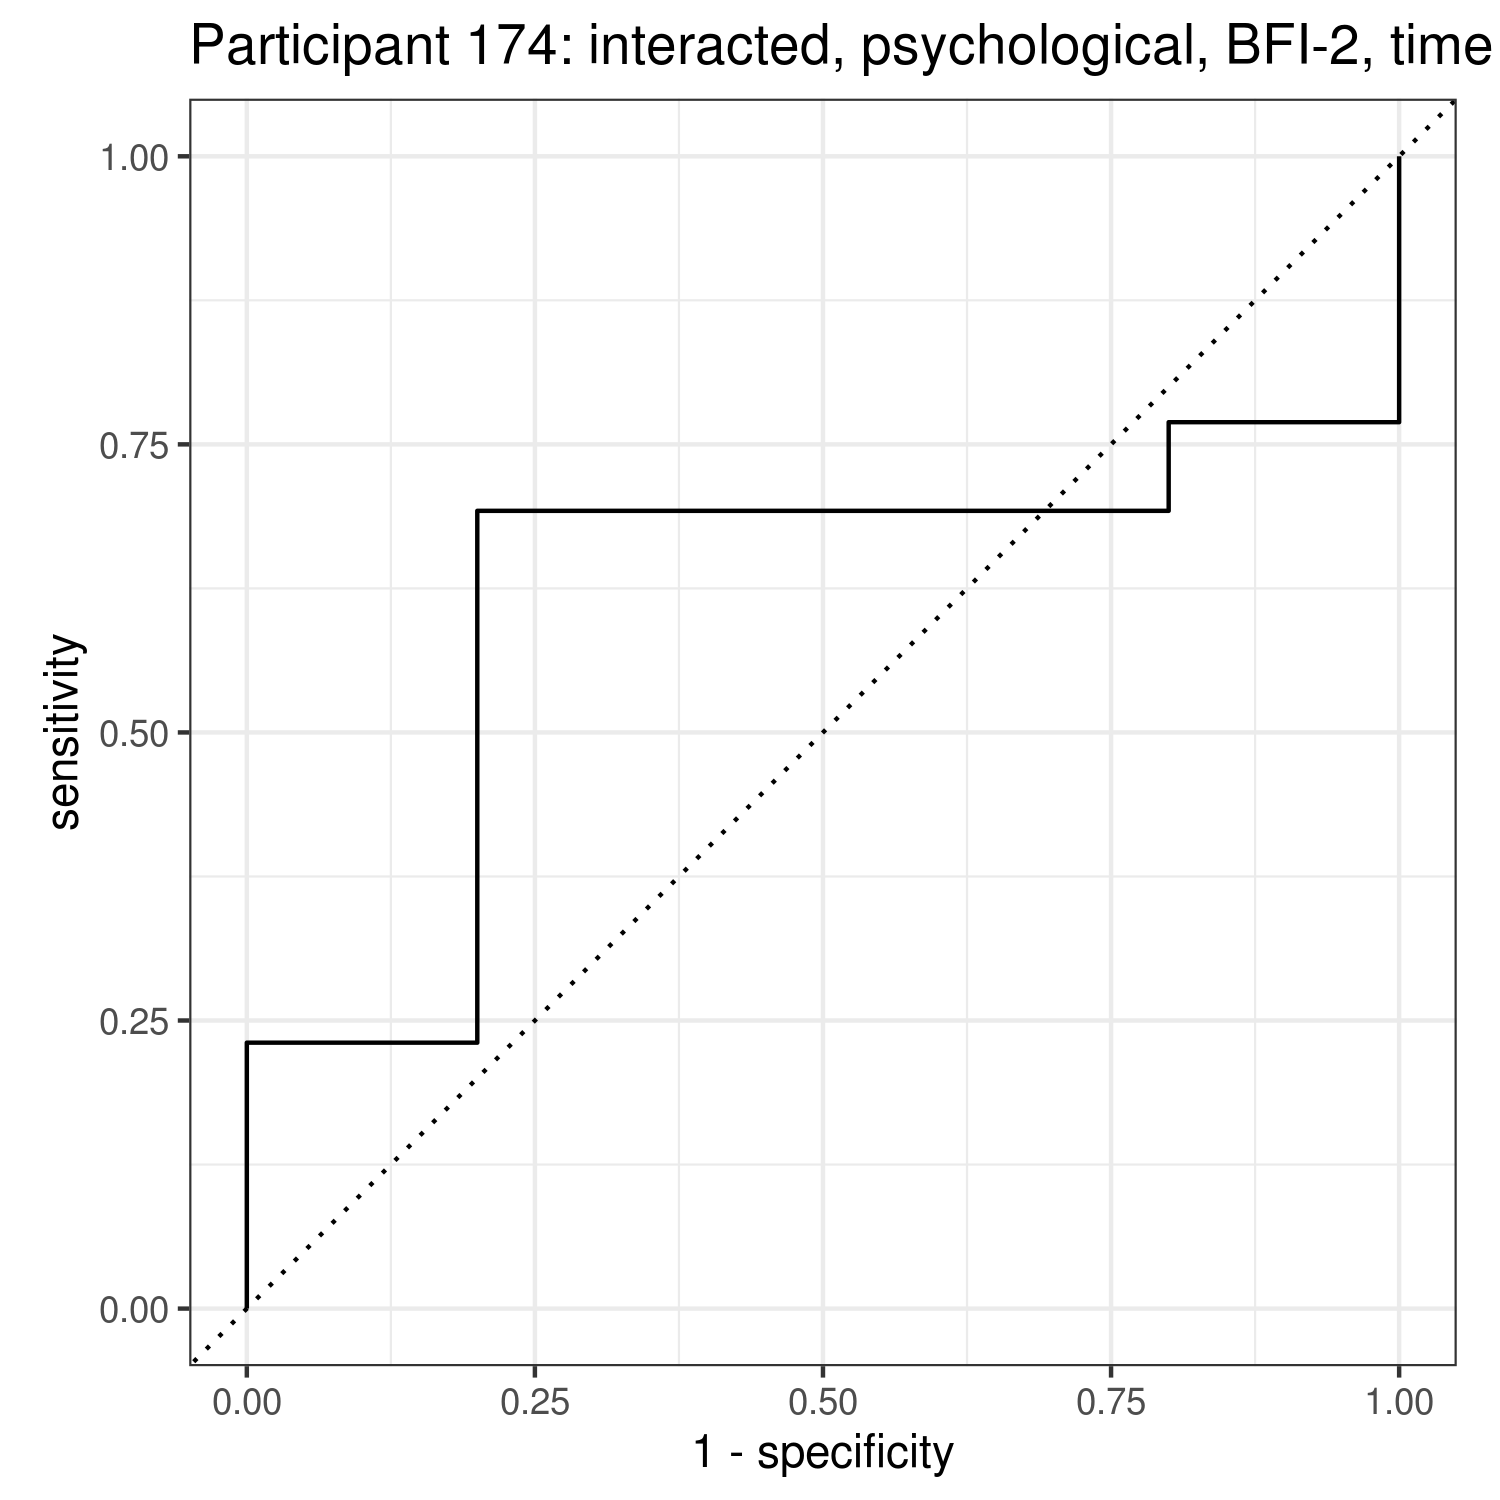 Participant 174: interacted, psychological, BFI-2, time
1.00
0.75
0.50
0.25
0.00
sensitivity
0.00 0.25 0.50 0.75 1.00
1 - specificity